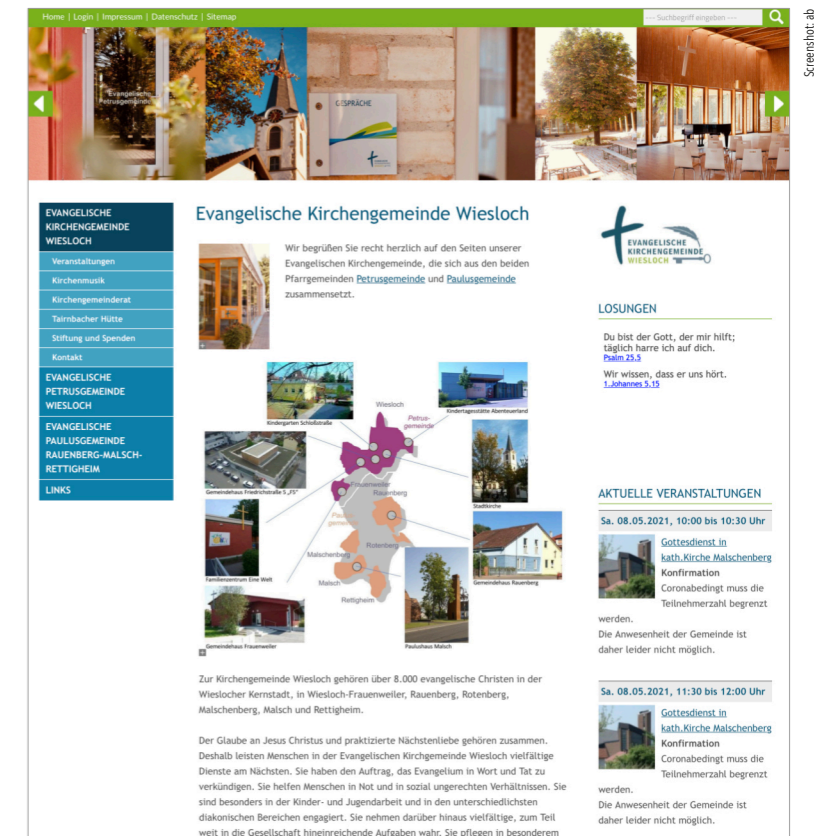 Home | Login | Impressum | Datenschutz | Sitemap
--- Suchbegriff eingeben ---
Screenshot: ab
Evangelische
Petrusgemeinde
GESPRÄCHE
EVANGELISCHE
KIRCHENGEMEINDE
WIESLOCH
Veranstaltungen
Kirchenmusik
Kirchengemeinderat
Tairnbacher Hütte
Stiftung und Spenden
Kontakt
EVANGELISCHE
PETRUSGEMEINDE
WIESLOCH
EVANGELISCHE
PAULUSGEMEINDE
RAUENBERG-MALSCH-
RETTIGHEIM
LINKS
Evangelische Kirchengemeinde Wiesloch
Wir begrüßen Sie recht herzlich auf den Seiten unserer
Evangelischen Kirchengemeinde, die sich aus den beiden
Pfarrgemeinden Petrusgemeinde und Paulusgemeinde
zusammensetzt.
Kindergarten Schloßstraße
Wiesloch
Petrus-
gemeinde
Kindertagesstätte Abenteuerland
Gemeindehaus Friedrichstraße 5 „F5“
Frauenweiler
Rauenberg
Stadtkirche
Familienzentrum Eine Welt
Malschenberg
Rotenberg
Gemeindehaus Rauenberg
Malsch
Rettigheim
Gemeindehaus Frauenweiler
Paulushaus Malsch
Zur Kirchengemeinde Wiesloch gehören über 8.000 evangelische Christen in der
Wieslocher Kernstadt, in Wiesloch-Frauenweiler, Rauenberg, Rotenberg,
Malschenberg, Malsch und Rettigheim.
Der Glaube an Jesus Christus und praktizierte Nächstenliebe gehören zusammen.
Deshalb leisten Menschen in der Evangelischen Kirchgemeinde Wiesloch vielfältige
Dienste am Nächsten. Sie haben den Auftrag, das Evangelium in Wort und Tat zu
verkündigen. Sie helfen Menschen in Not und in sozial ungerechten Verhältnissen. Sie
sind besonders in der Kinder- und Jugendarbeit und in den unterschiedlichsten
diakonischen Bereichen engagiert. Sie nehmen darüber hinaus vielfältige, zum Teil
weit in die Gesellschaft hineinreichende Aufgaben wahr. Sie pflegen in besonderem
EVANGELISCHE
KIRCHENGEMEINDE
WIESLOCH
LOSUNGEN
Du bist der Gott, der mir hilft;
täglich harre ich auf dich.
Psalm 25,5
Wir wissen, dass er uns hört.
1.Johannes 5,15
AKTUELLE VERANSTALTUNGEN
Sa. 08.05.2021, 10:00 bis 10:30 Uhr
Gottesdienst in
kath.Kirche Malschenberg
Konfirmation
Coronabedingt muss die
Teilnehmerzahl begrenzt
werden.
Die Anwesenheit der Gemeinde ist
daher leider nicht möglich.
Sa. 08.05.2021, 11:30 bis 12:00 Uhr
Gottesdienst in
kath.Kirche Malschenberg
Konfirmation
Coronabedingt muss die
Teilnehmerzahl begrenzt
werden.
Die Anwesenheit der Gemeinde ist
daher leider nicht möglich.